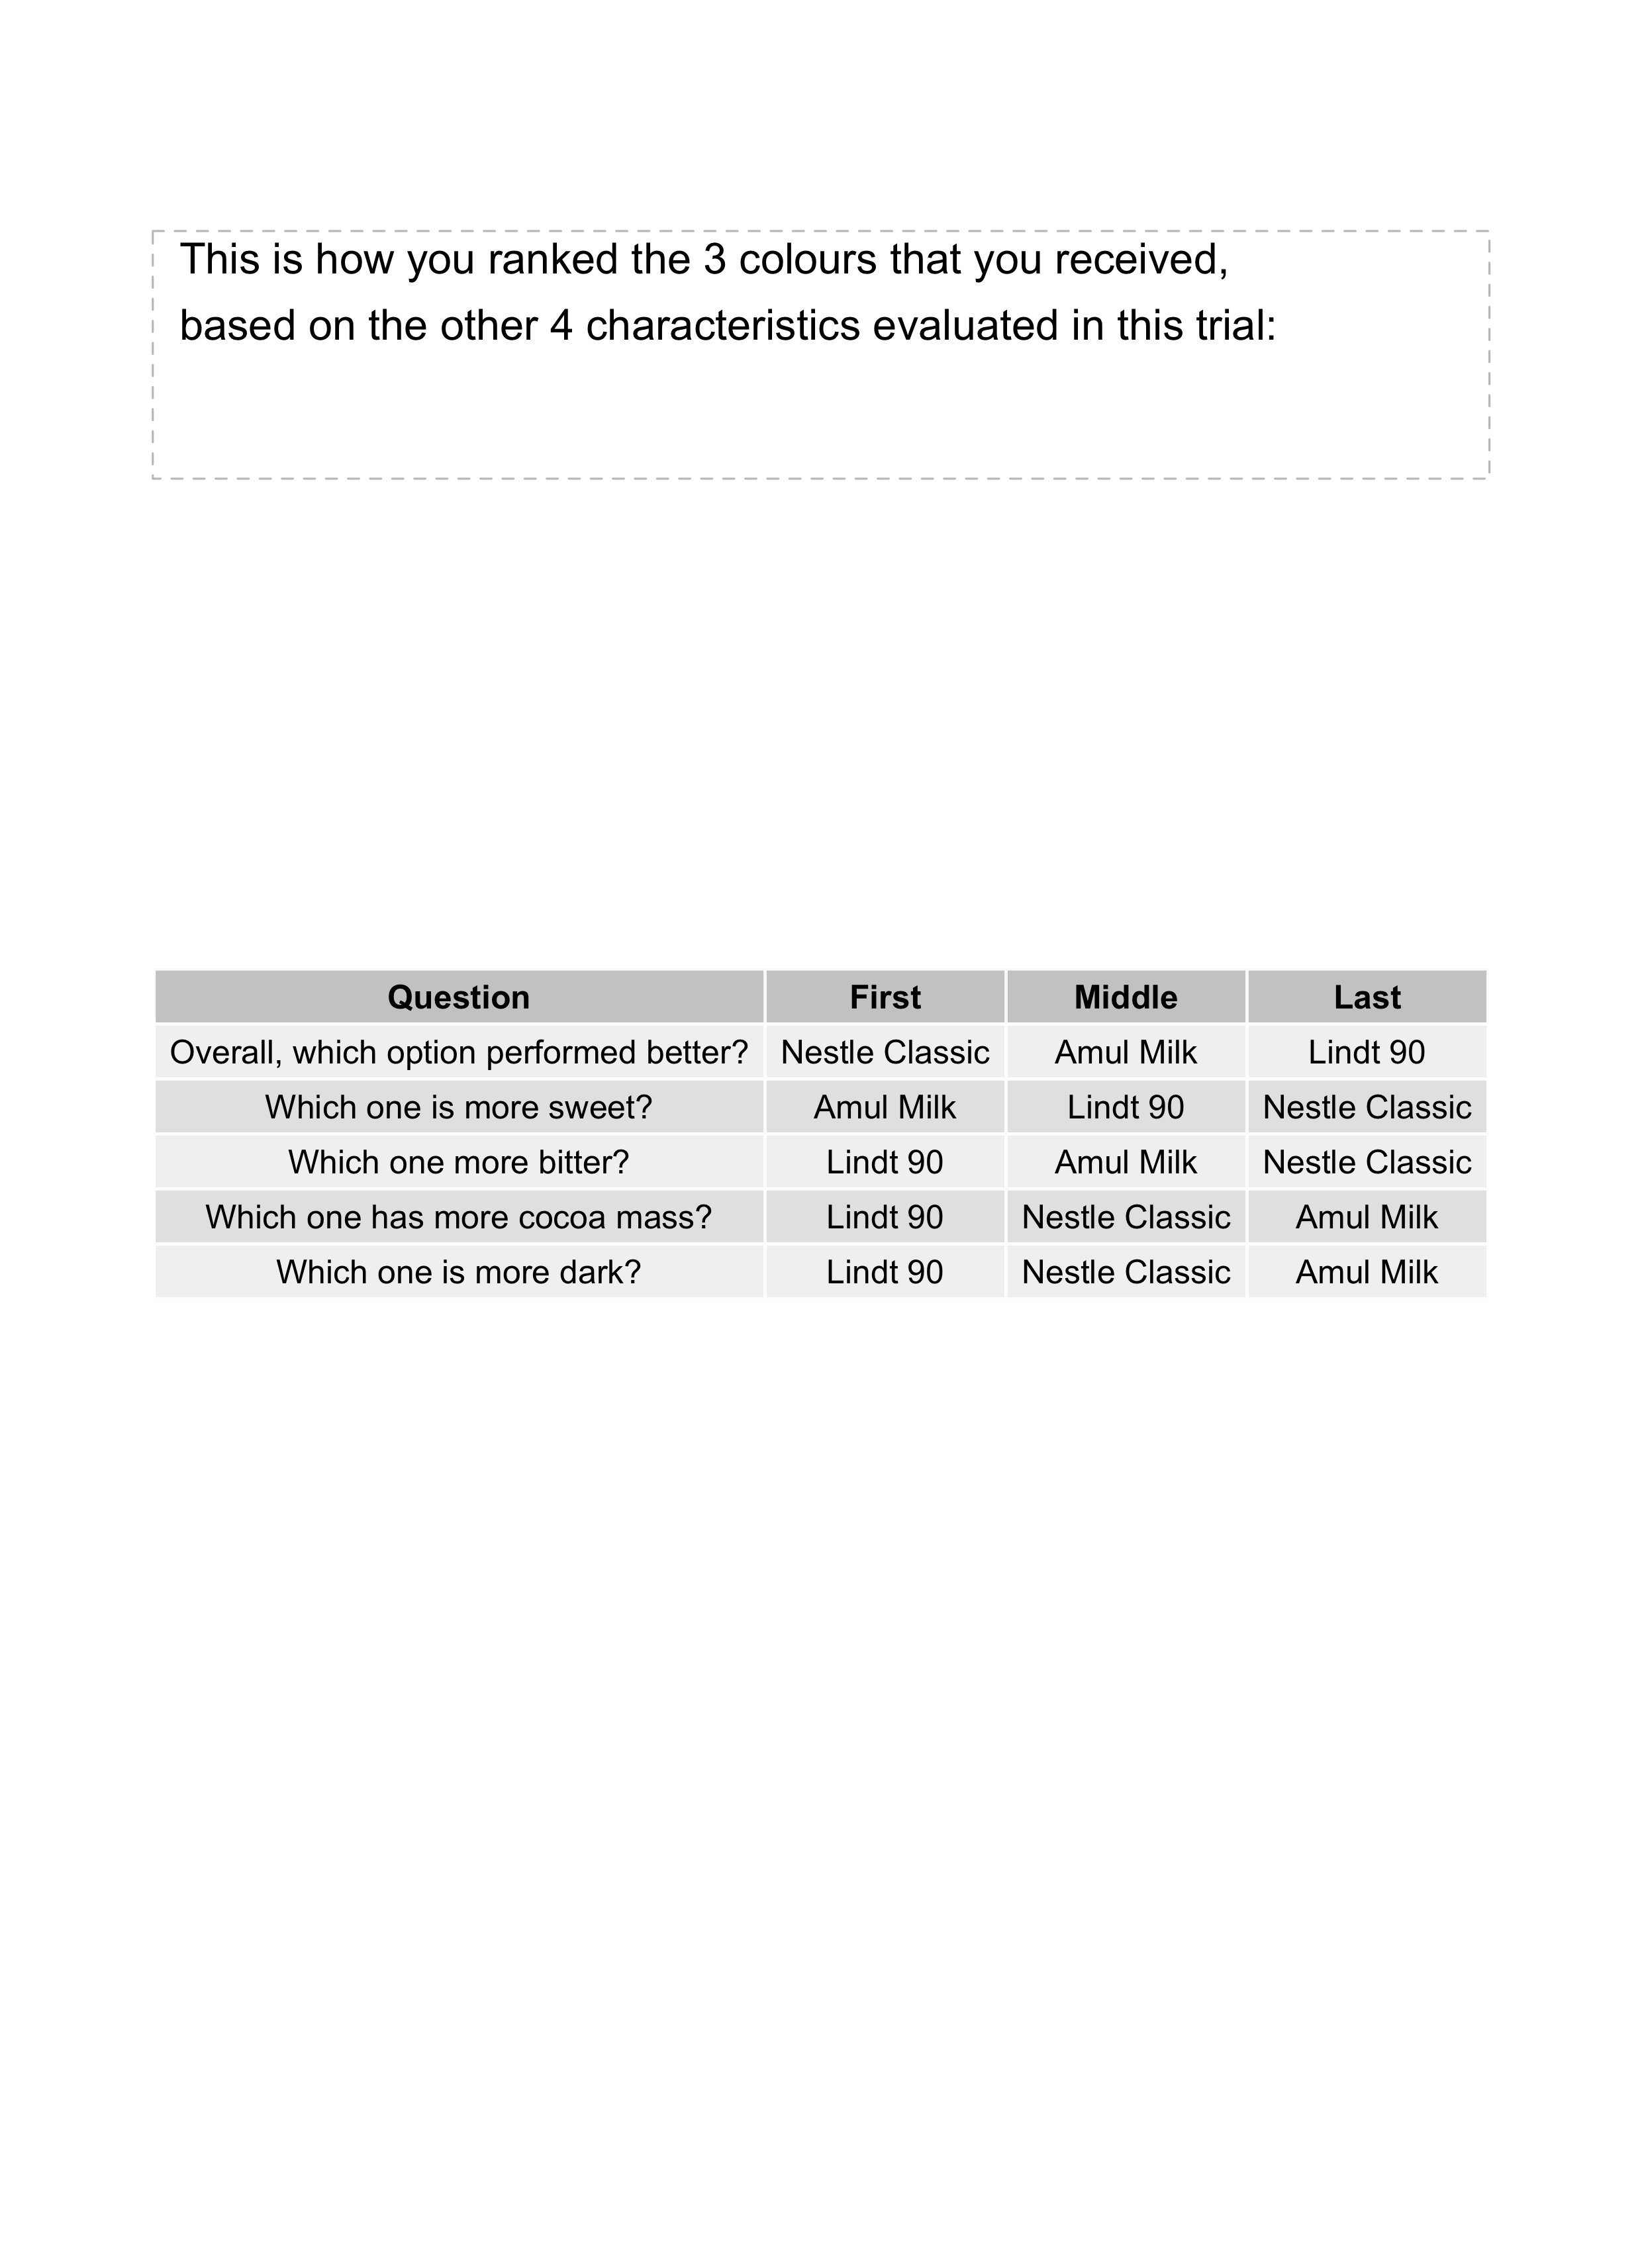 This is how you ranked the 3 colours that you received,
based on the other 4 characteristics evaluated in this trial:
Question First Middle Last
Overall, which option performed better? Nestle Classic Amul Milk Lindt 90
Which one is more sweet? Amul Milk Lindt 90 Nestle Classic
Which one more bitter? Lindt 90 Amul Milk Nestle Classic
Which one has more cocoa mass? Lindt 90 Nestle Classic Amul Milk
Which one is more dark? Lindt 90 Nestle Classic Amul Milk